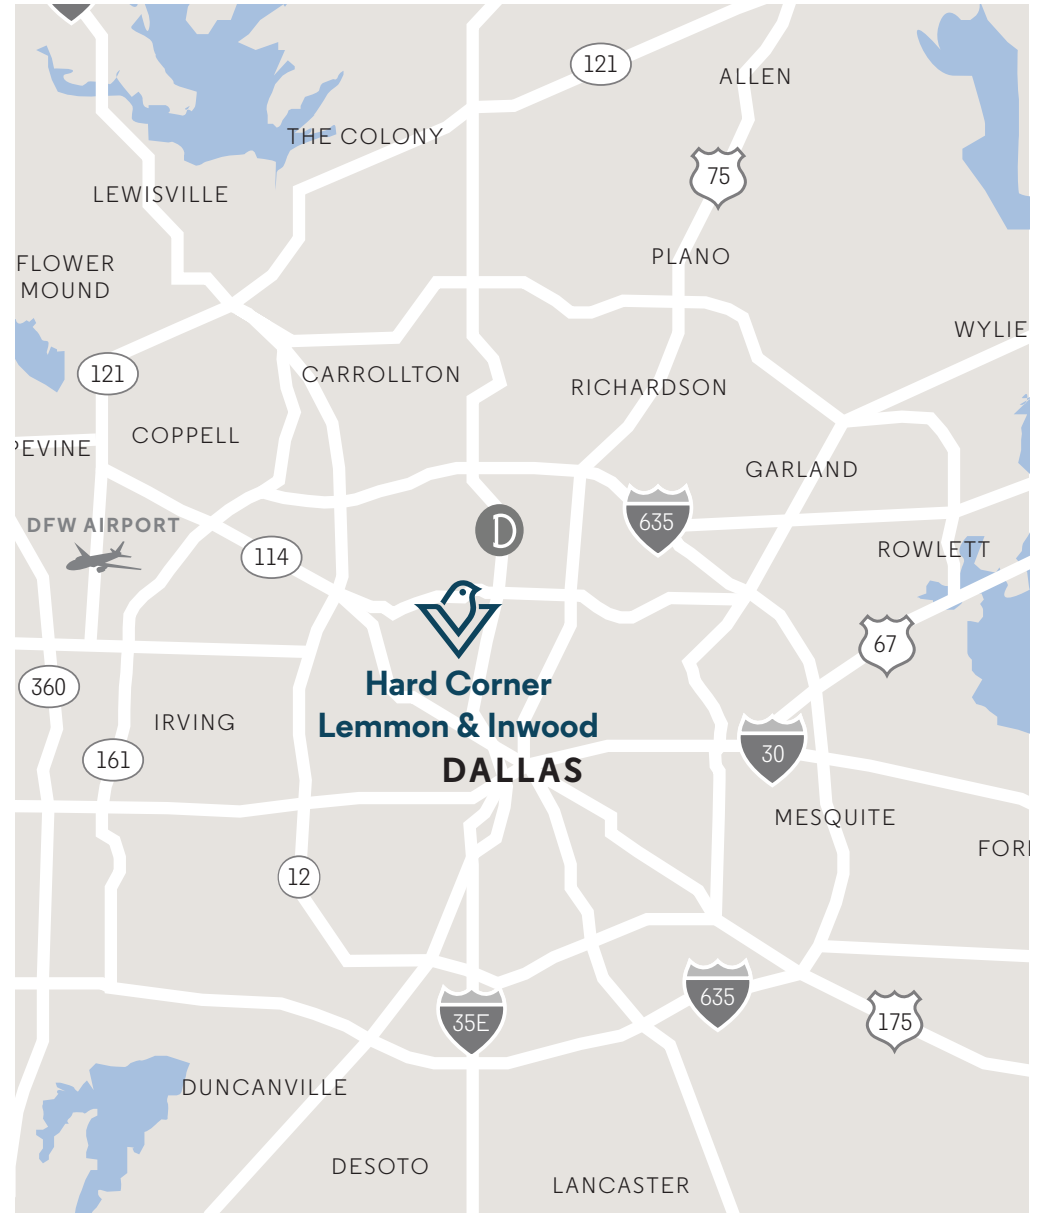 121
ALLEN
THE COLONY
75
LEWISVILLE
PLANO
FLOWER
MOUND
WYLIE
121
CARROLLTON
RICHARDSON
COPPELL
PEVINE
GARLAND
DFW AIRPORT
635
D
114
ROWLETT
67
360
Hard Corner
Lemmon & Inwood
IRVING
DALLAS
30
161
MESQUITE
FOR
12
635
35E
175
DUNCANVILLE
DESOTO
LANCASTER